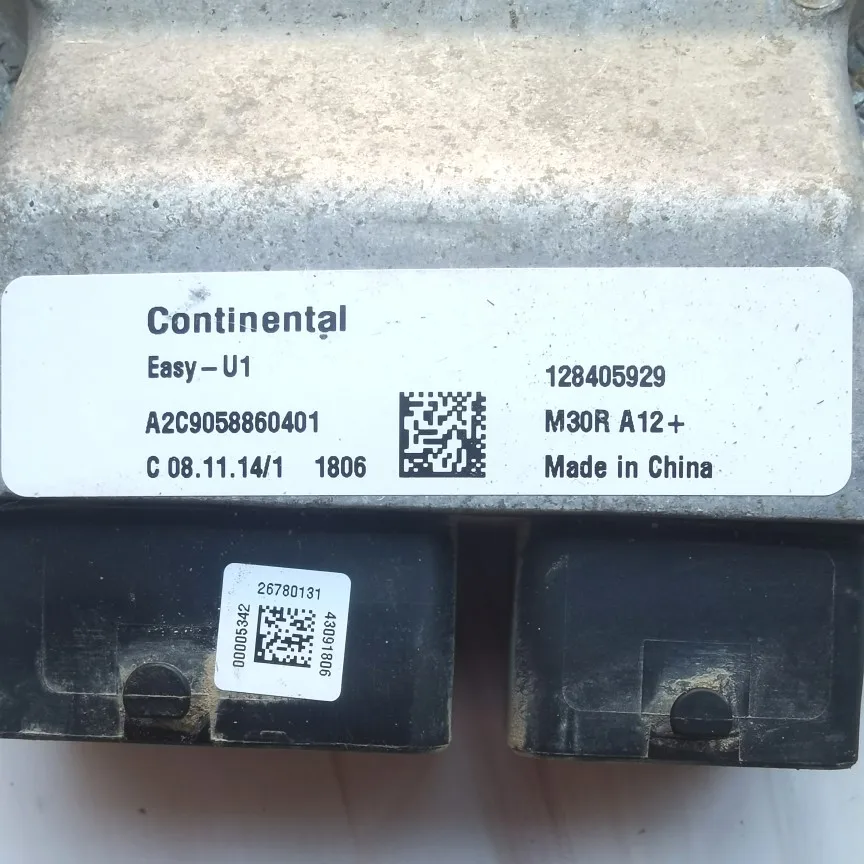 Continental
Easy-U1
A2C9058860401
C 08.11.14/1 1806
128405929
M30R A12+
Made in China
26780131
00005342
43091806